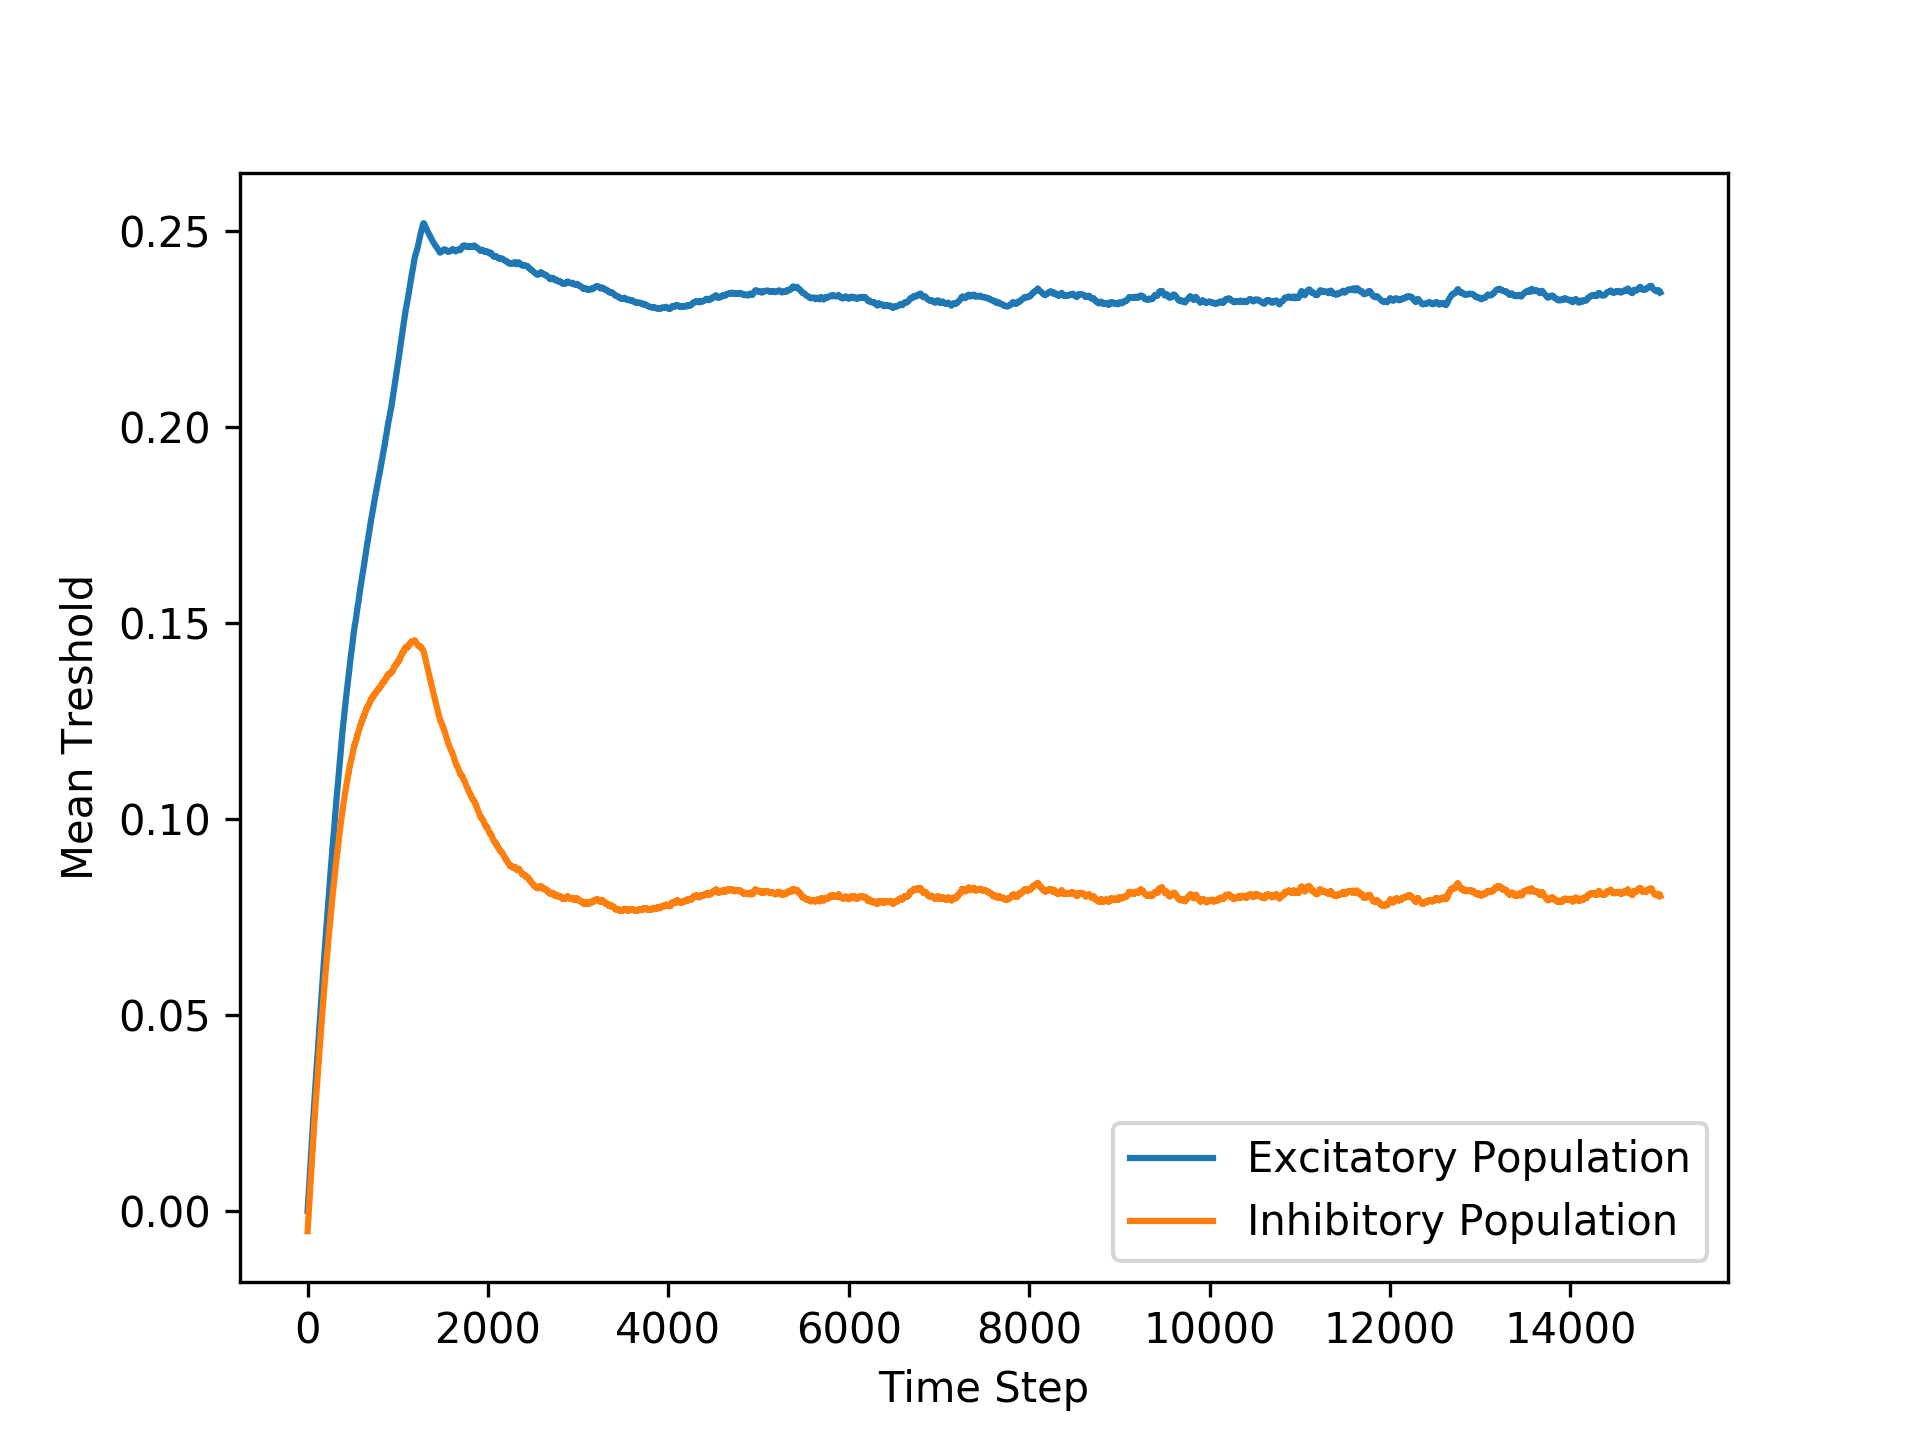 0.25
0.20
0.15
0.10
0.05
0.00
Mean Treshold
0 2000 4000 6000 8000 10000 12000 14000
Time Step
Excitatory Population
Inhibitory Population